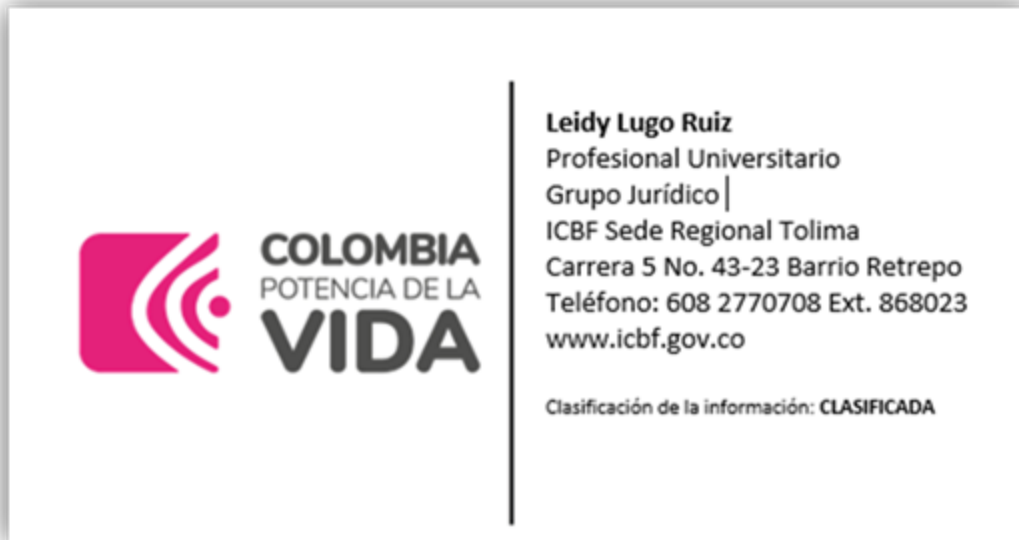 COLOMBIA
POTENCIA DE LA
VIDA
Leidy Lugo Ruiz
Profesional Universitario
Grupo Jurídico
ICBF Sede Regional Tolima
Carrera 5 No. 43-23 Barrio Retrepo
Teléfono: 608 2770708 Ext. 868023
www.icbf.gov.co
Clasificación de la información: CLASIFICADA